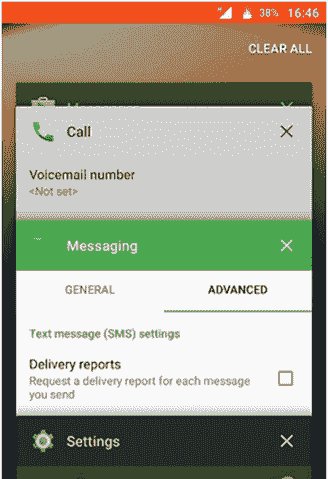 38% 16:46
CLEAR ALL
Call
Voicemail number
<Not set>
Messaging
GENERAL ADVANCED
Text message (SMS) settings
Delivery reports
Request a delivery report for each message
you send
Settings